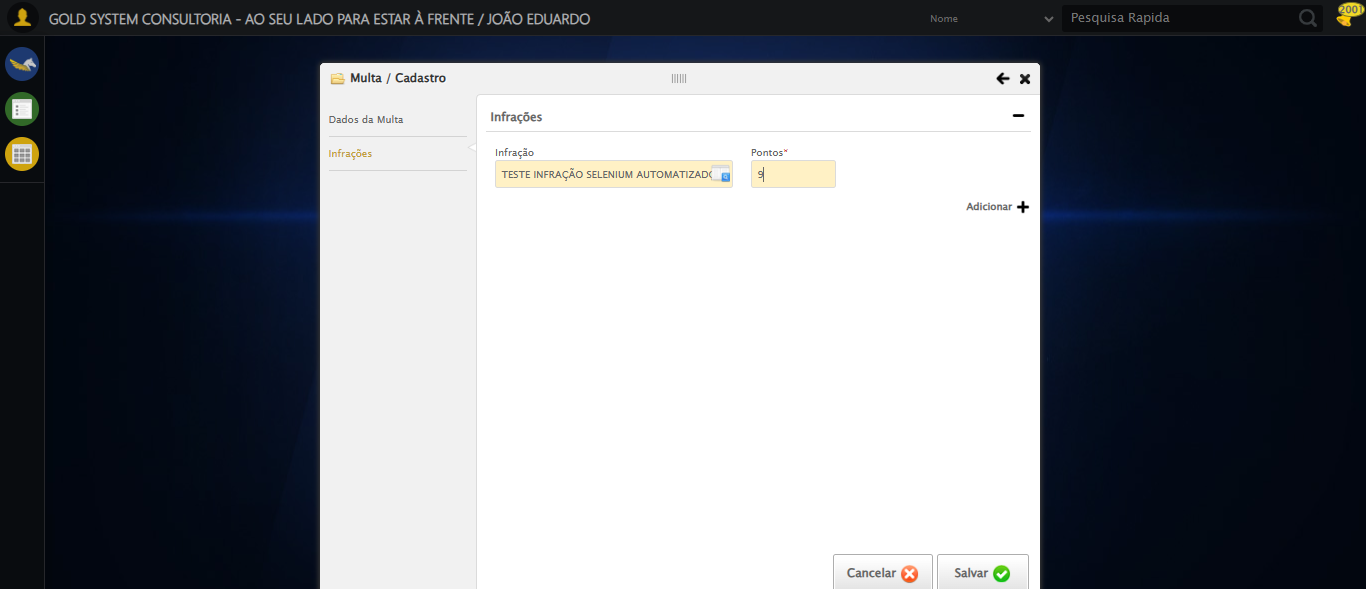 GOLD SYSTEM CONSULTORIA - AO SEU LADO PARA ESTAR À FRENTE / JOÃO EDUARDO
Nome
Pesquisa Rapida
2001
Multa / Cadastro
Dados da Multa
Infrações
Infrações
Infração
Pontos*
TESTE INFRAÇÃO SELENIUM AUTOMATIZADO
9
Adicionar
Cancelar
Salvar